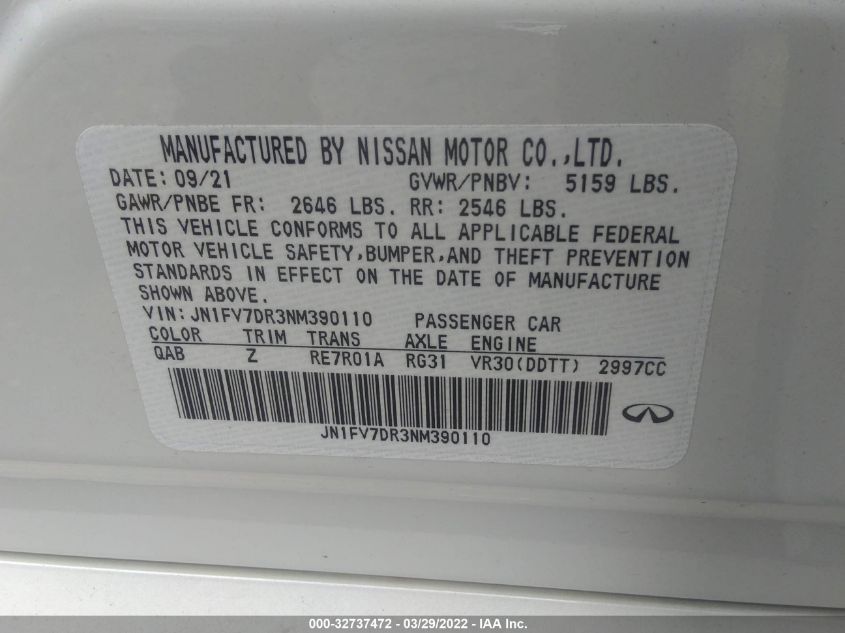 MANUFACTURED BY NISSAN MOTOR CO.,LTD.
DATE: 09/21 GVWR/PNBV: 5159 LBS.
GAWR/PNBE FR: 2646 LBS. RR: 2546 LBS.
THIS VEHICLE CONFORMS TO ALL APPLICABLE FEDERAL
MOTOR VEHICLE SAFETY,BUMPER,AND THEFT PREVENTION
STANDARDS IN EFFECT ON THE DATE OF MANUFACTURE
SHOWN ABOVE.
VIN: JN1FV7DR3NM390110 PASSENGER CAR
COLOR TRIM TRANS AXLE ENGINE
QAB Z RE7R01A RG31 VR30(DDTT) 2997CC
JN1FV7DR3NM390110
000-32737472 - 03/29/2022 - IAA Inc.